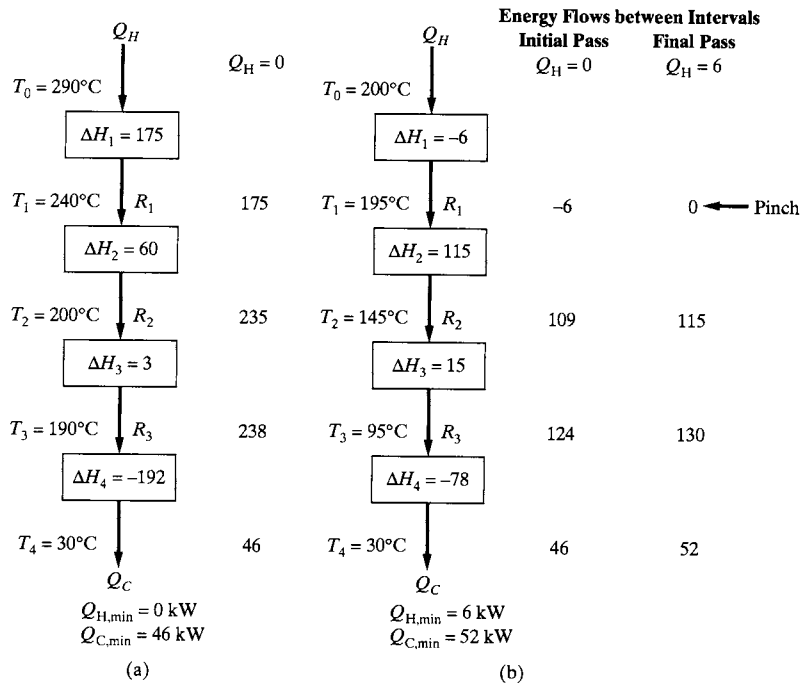 Energy Flows between Intervals
Initial Pass Final Pass
Q_H Q_H = 0 Q_H Q_H = 0 Q_H = 6
T_0 = 290°C T_0 = 200°C
ΔH_1 = 175 ΔH_1 = –6
T_1 = 240°C R_1 175 T_1 = 195°C R_1 –6 0 Pinch
ΔH_2 = 60 ΔH_2 = 115
T_2 = 200°C R_2 235 T_2 = 145°C R_2 109 115
ΔH_3 = 3 ΔH_3 = 15
T_3 = 190°C R_3 238 T_3 = 95°C R_3 124 130
ΔH_4 = –192 ΔH_4 = –78
T_4 = 30°C 46 T_4 = 30°C 46 52
Q_C Q_C
Q_H,min = 0 kW Q_H,min = 6 kW
Q_C,min = 46 kW Q_C,min = 52 kW
(a) (b)